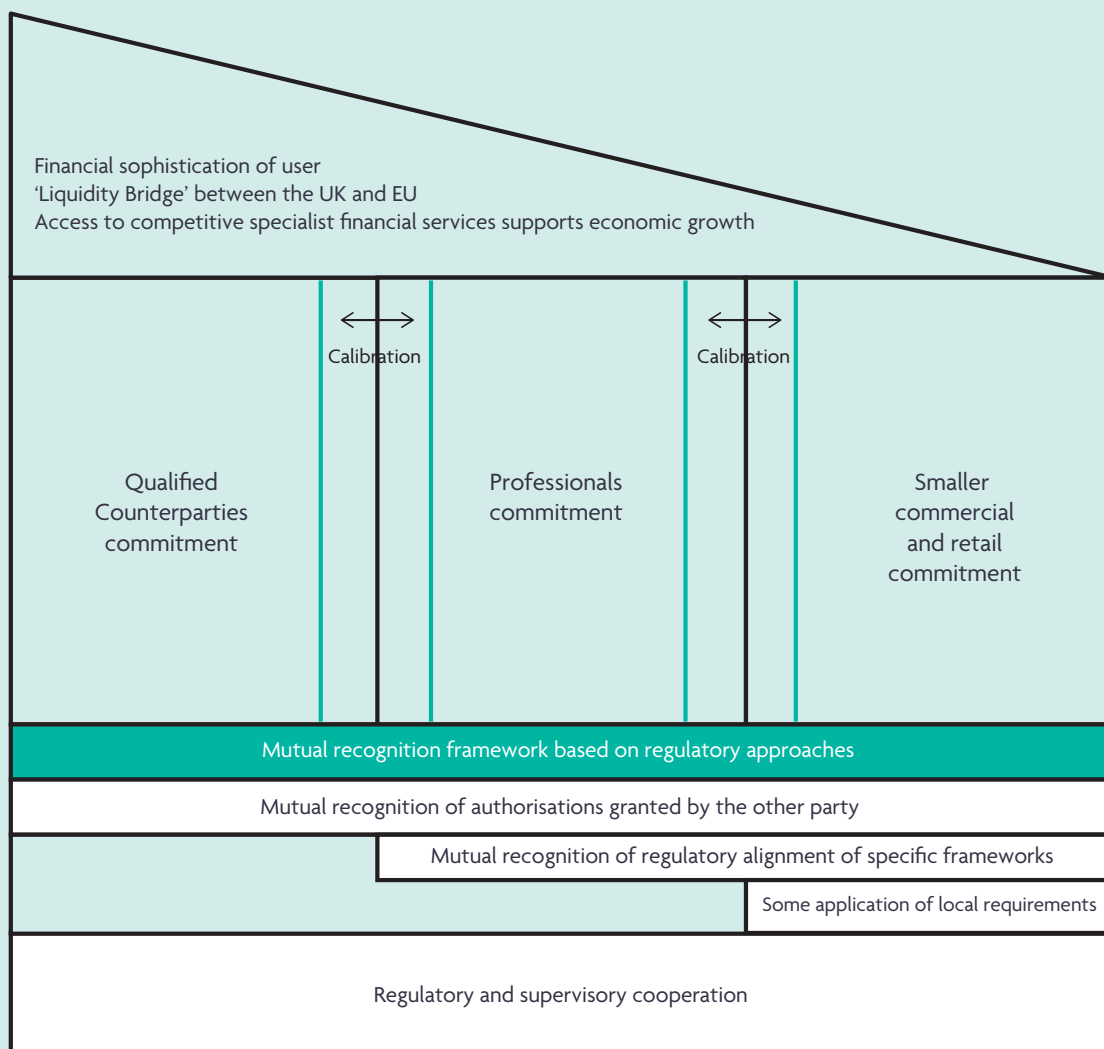 Financial sophistication of user
‘Liquidity Bridge’ between the UK and EU
Access to competitive specialist financial services supports economic growth
Calibration
Calibration
Qualified
Counterparties
commitment
Professionals
commitment
Smaller
commercial
and retail
commitment
Mutual recognition framework based on regulatory approaches
Mutual recognition of authorisations granted by the other party
Mutual recognition of regulatory alignment of specific frameworks
Some application of local requirements
Regulatory and supervisory cooperation